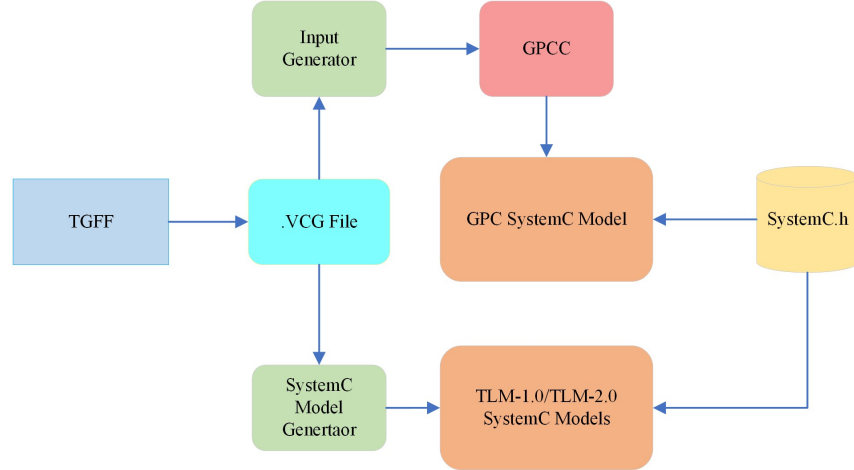 Input
Generator
GPCC
TGFF
.VCG File
GPC SystemC Model
SystemC.h
SystemC
Model
Genertaor
TLM-1.0/TLM-2.0
SystemC Models